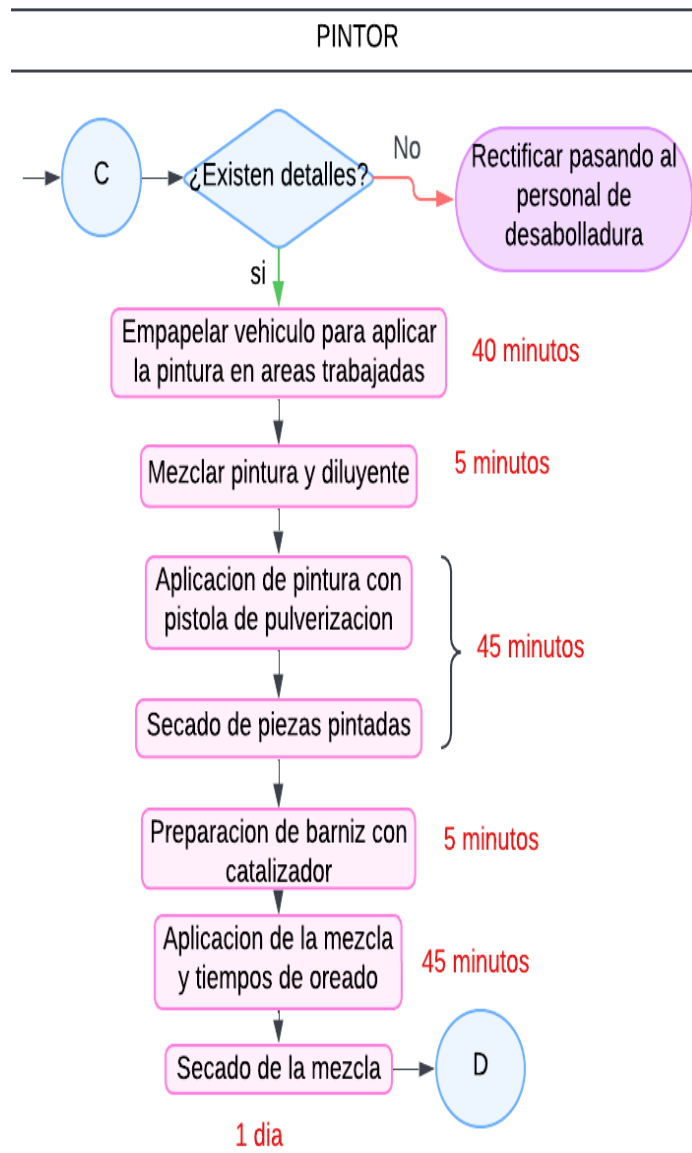 PINTOR
C
¿Existen detalles?
No
Rectificar pasando al
personal de
desabolladura
si
Empapelar vehiculo para aplicar
la pintura en areas trabajadas
40 minutos
Mezclar pintura y diluyente
5 minutos
Aplicacion de pintura con
pistola de pulverizacion
45 minutos
Secado de piezas pintadas
Preparacion de barniz con
catalizador
5 minutos
Aplicacion de la mezcla
y tiempos de oreado
45 minutos
Secado de la mezcla
D
1 dia